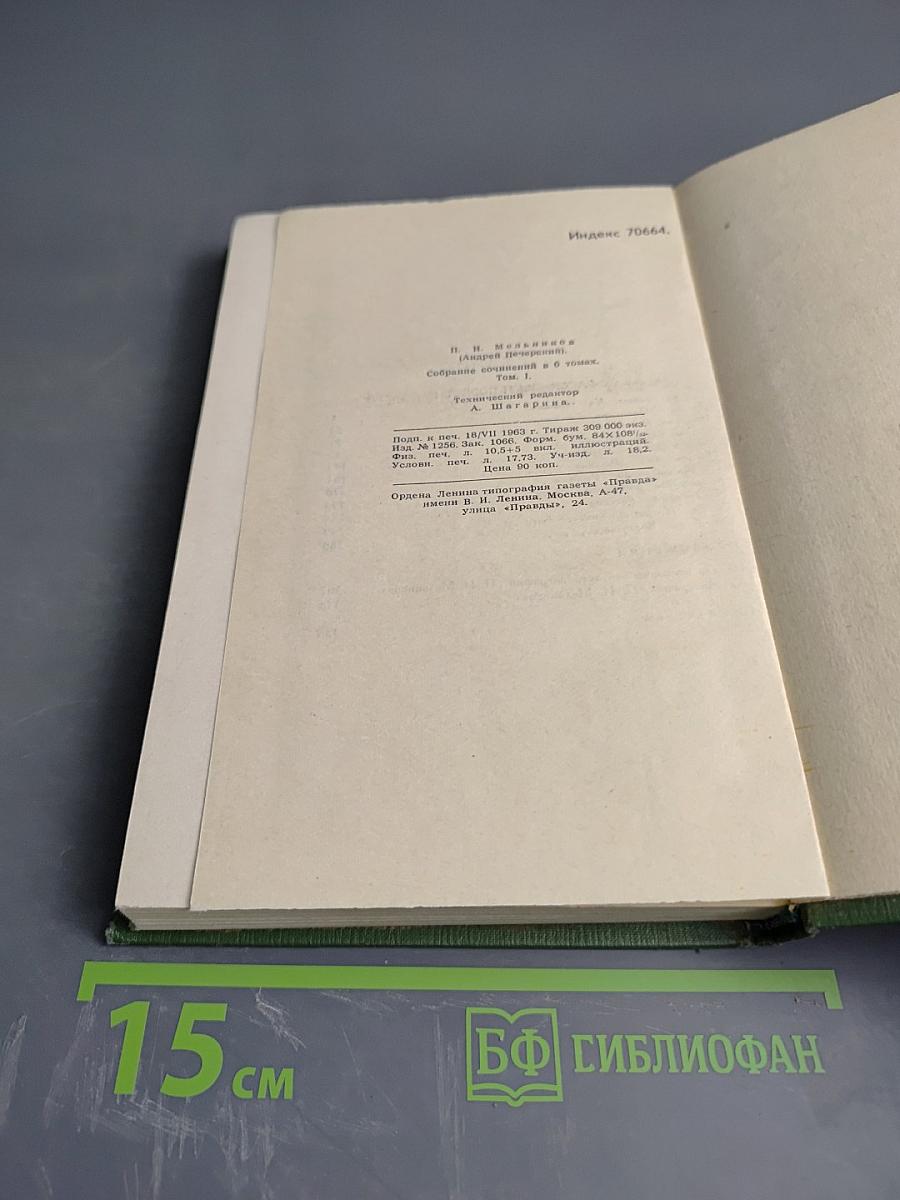 Индекс 70664.
П. И. Мельников
(Андрей Печерский).
Собрание сочинений в 6 томах.
Том. I.
Технический редактор
А. Шагарина.
Подп. к печ. 18/VII 1963 г. Тираж 309 000 экз.
Изд. № 1256. Зак. 1066. Форм. бум. 84×108¹/₃₂.
Физ. печ. л. 10,5+5 вкл. иллюстраций.
Условн. печ. л. 17,73. Уч-изд. л. 18,2.
Цена 90 коп.
Ордена Ленина типография газеты «Правда»
имени В. И. Ленина. Москва, А-47,
улица «Правды», 24.
15 см
БФ БИБЛИОФАН